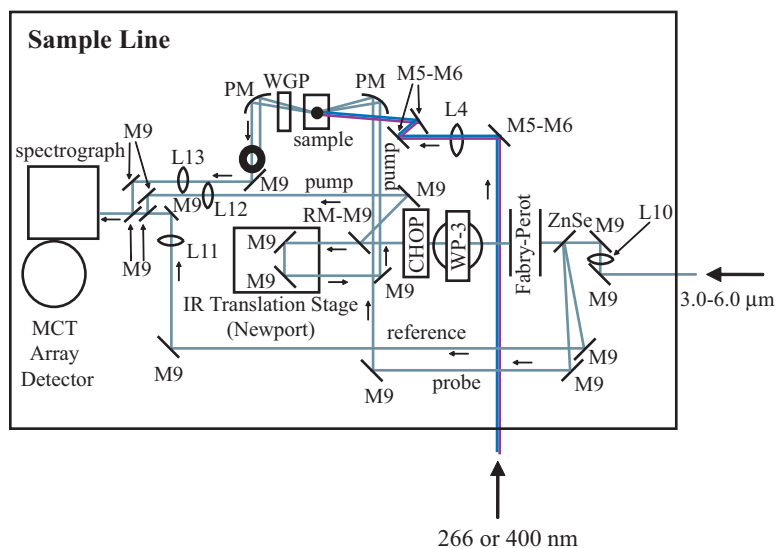 Sample Line
PM
WGP
PM
M5-M6
L4
M5-M6
sample
M9
spectrograph
L13
M9
pump
pump
M9
L12
M9
RM-M9
ZnSe
M9
L10
M9
L11
M9
M9
CHOP
WP-3
Fabry-Perot
M9
M9
3.0-6.0 μm
IR Translation Stage
(Newport)
MCT
Array
Detector
reference
M9
M9
probe
M9
M9
266 or 400 nm